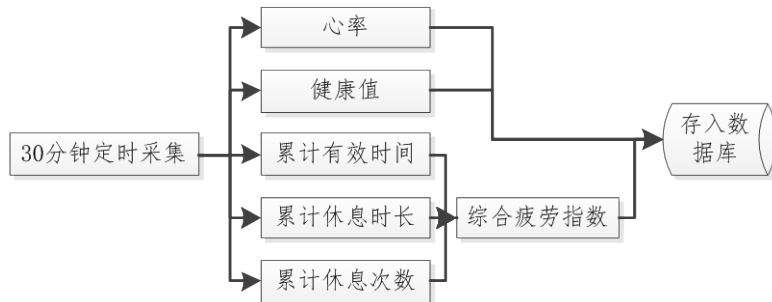 心率
健康值
30分钟定时采集
累计有效时间
累计休息时长
累计休息次数
综合疲劳指数
存入数
据库